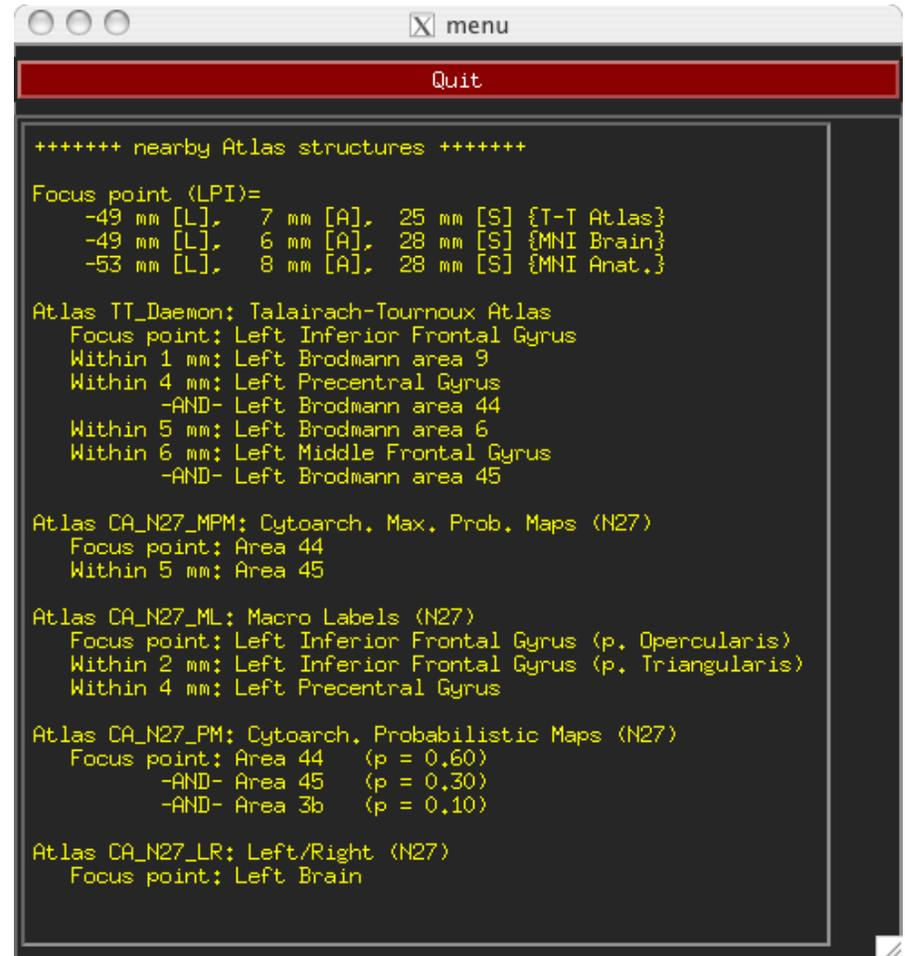 X menu
Quit
+++++++ nearby Atlas structures +++++++
Focus point (LPI)=
-49 mm [L], 7 mm [A], 25 mm [S] {T-T Atlas}
-49 mm [L], 6 mm [A], 28 mm [S] {MNI Brain}
-53 mm [L], 8 mm [A], 28 mm [S] {MNI Anat.}
Atlas TT_Daemon: Talairach-Tournoux Atlas
Focus point: Left Inferior Frontal Gyrus
Within 1 mm: Left Brodmann area 9
Within 4 mm: Left Precentral Gyrus
-AND- Left Brodmann area 44
Within 5 mm: Left Brodmann area 6
Within 6 mm: Left Middle Frontal Gyrus
-AND- Left Brodmann area 45
Atlas CA_N27_MPM: Cytoarch. Max. Prob. Maps (N27)
Focus point: Area 44
Within 5 mm: Area 45
Atlas CA_N27_ML: Macro Labels (N27)
Focus point: Left Inferior Frontal Gyrus (p. Opercularis)
Within 2 mm: Left Inferior Frontal Gyrus (p. Triangularis)
Within 4 mm: Left Precentral Gyrus
Atlas CA_N27_PM: Cytoarch. Probabilistic Maps (N27)
Focus point: Area 44 (p = 0.60)
-AND- Area 45 (p = 0.30)
-AND- Area 3b (p = 0.10)
Atlas CA_N27_LR: Left/Right (N27)
Focus point: Left Brain